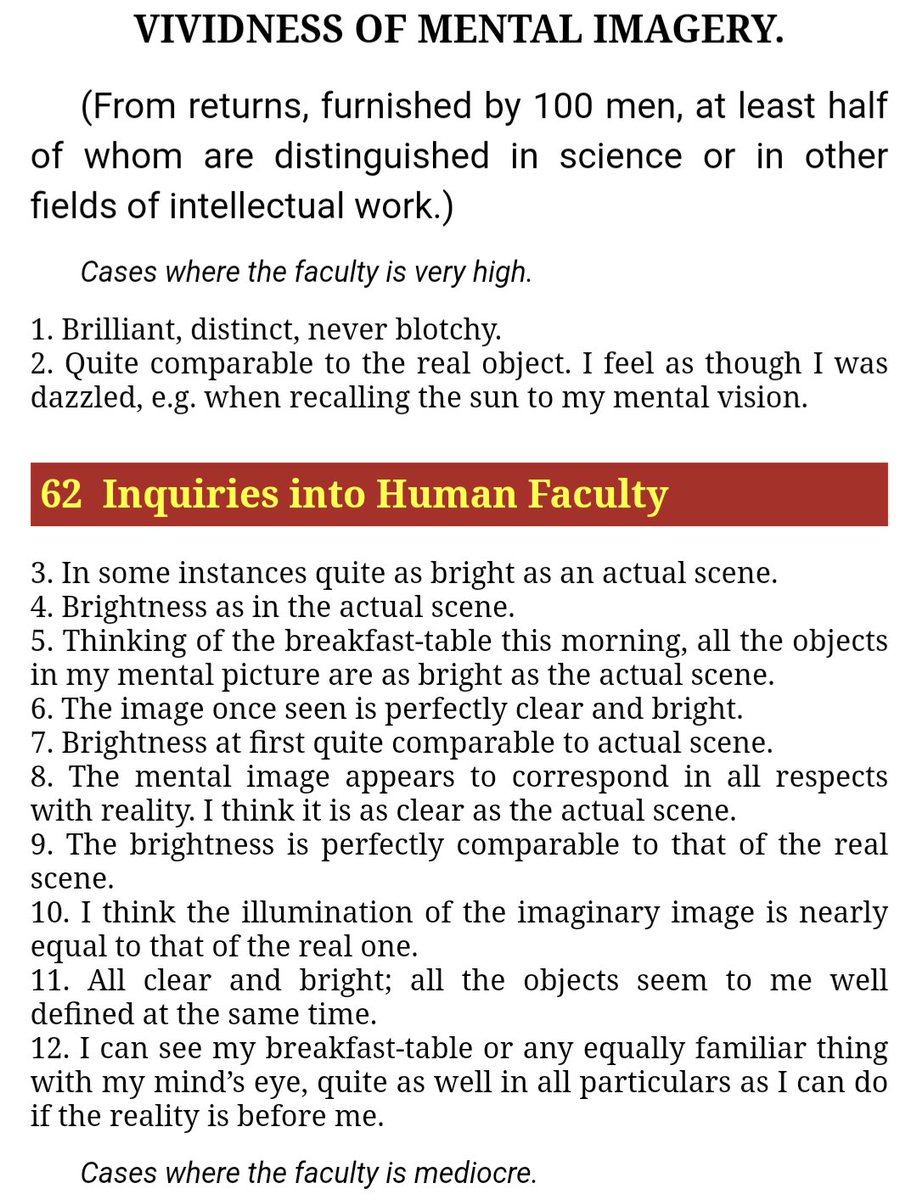 VIVIDNESS OF MENTAL IMAGERY.
(From returns, furnished by 100 men, at least half
of whom are distinguished in science or in other
fields of intellectual work.)
Cases where the faculty is very high.
1. Brilliant, distinct, never blotchy.
2. Quite comparable to the real object. I feel as though I was
dazzled, e.g. when recalling the sun to my mental vision.
62 Inquiries into Human Faculty
3. In some instances quite as bright as an actual scene.
4. Brightness as in the actual scene.
5. Thinking of the breakfast-table this morning, all the objects
in my mental picture are as bright as the actual scene.
6. The image once seen is perfectly clear and bright.
7. Brightness at first quite comparable to actual scene.
8. The mental image appears to correspond in all respects
with reality. I think it is as clear as the actual scene.
9. The brightness is perfectly comparable to that of the real
scene.
10. I think the illumination of the imaginary image is nearly
equal to that of the real one.
11. All clear and bright; all the objects seem to me well
defined at the same time.
12. I can see my breakfast-table or any equally familiar thing
with my mind’s eye, quite as well in all particulars as I can do
if the reality is before me.
Cases where the faculty is mediocre.